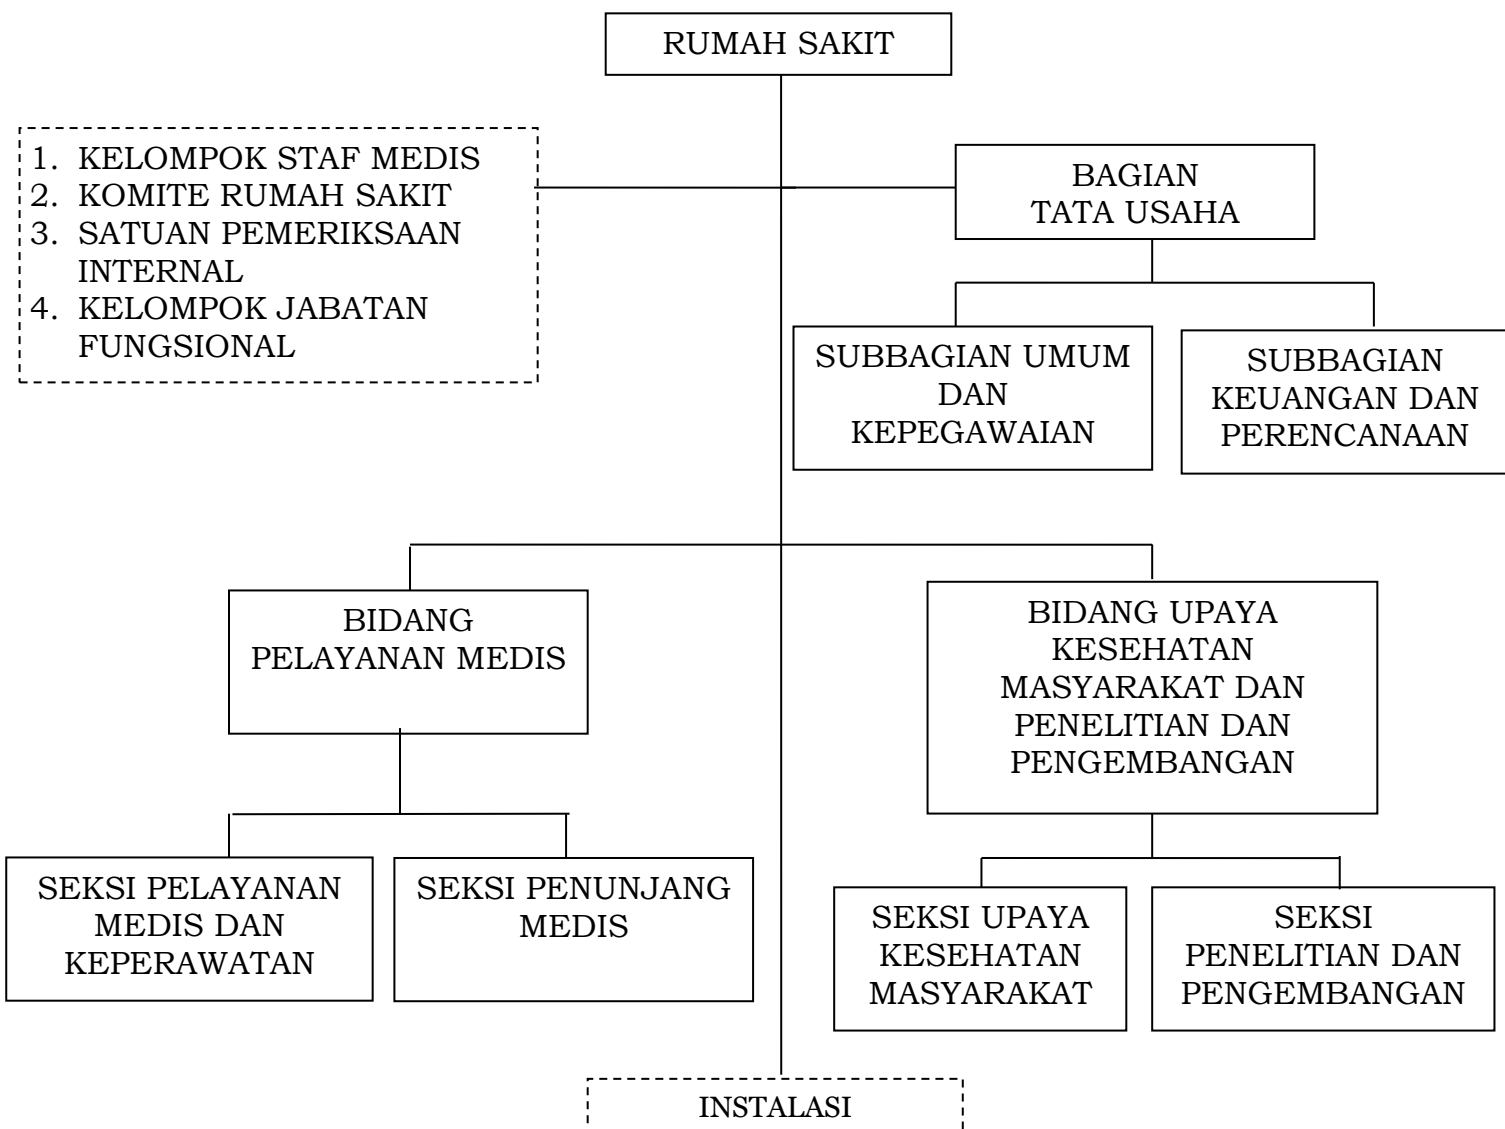 RUMAH SAKIT
1. KELOMPOK STAF MEDIS
2. KOMITE RUMAH SAKIT
3. SATUAN PEMERIKSAAN
INTERNAL
4. KELOMPOK JABATAN
FUNGSIONAL
BAGIAN
TATA USAHA
SUBBAGIAN UMUM
DAN
KEPEGAWAIAN
SUBBAGIAN
KEUANGAN DAN
PERENCANAAN
BIDANG
PELAYANAN MEDIS
BIDANG UPAYA
KESEHATAN
MASYARAKAT DAN
PENELITIAN DAN
PENGEMBANGAN
SEKSI PELAYANAN
MEDIS DAN
KEPERAWATAN
SEKSI PENUNJANG
MEDIS
SEKSI UPAYA
KESEHATAN
MASYARAKAT
SEKSI
PENELITIAN DAN
PENGEMBANGAN
INSTALASI